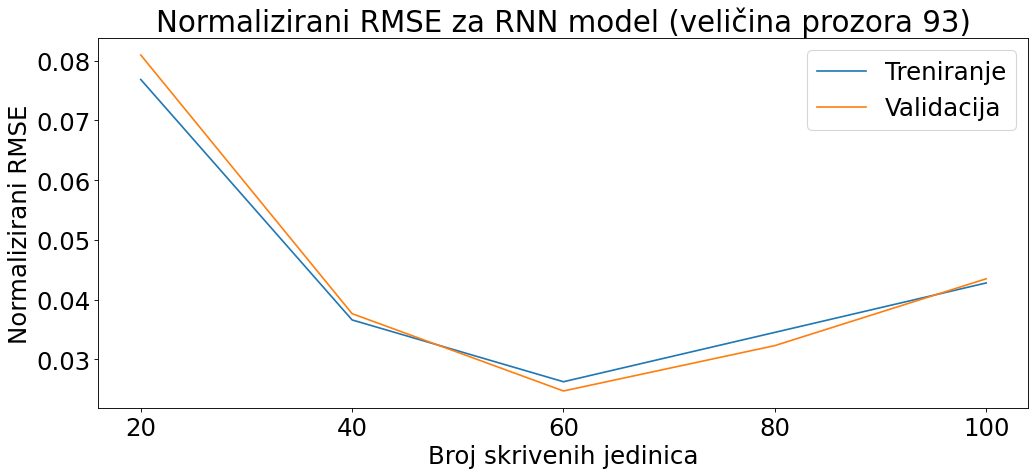 Normalizirani RMSE za RNN model (veličina prozora 93)
Treniranje
Validacija
Normalizirani RMSE
0.08
0.07
0.06
0.05
0.04
0.03
20 40 60 80 100
Broj skrivenih jedinica